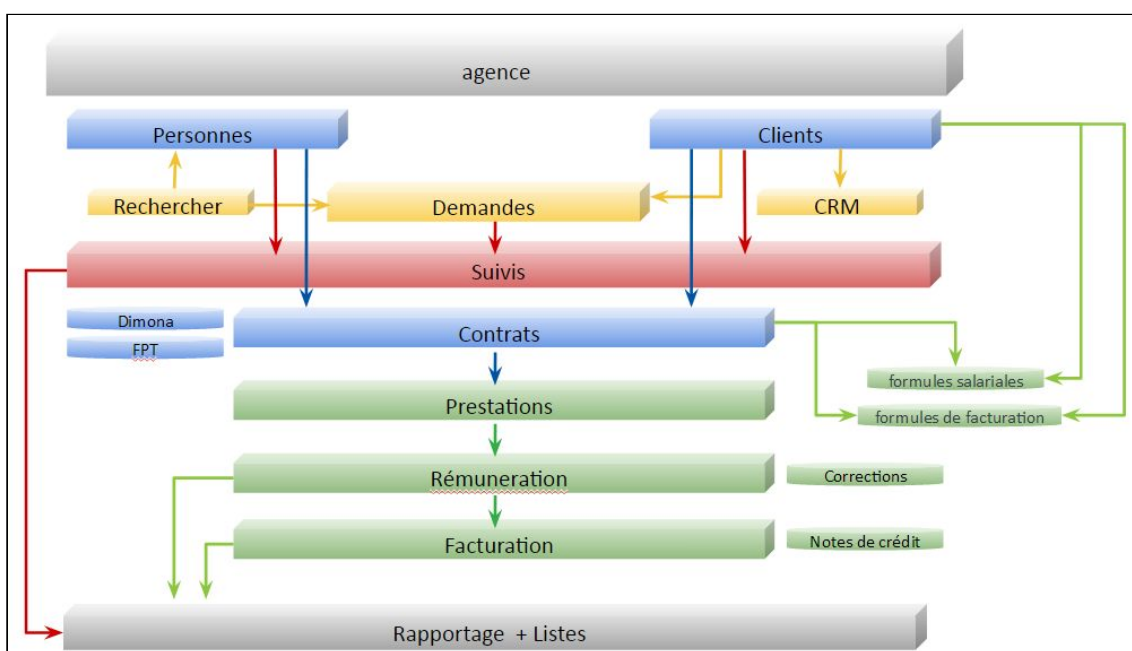 agence
Personnes
Clients
Rechercher
Demandes
CRM
Suivis
Dimona
FPT
Contrats
formules salariales
Prestations
formules de facturation
Rémuneration
Corrections
Facturation
Notes de crédit
Rapportage + Listes